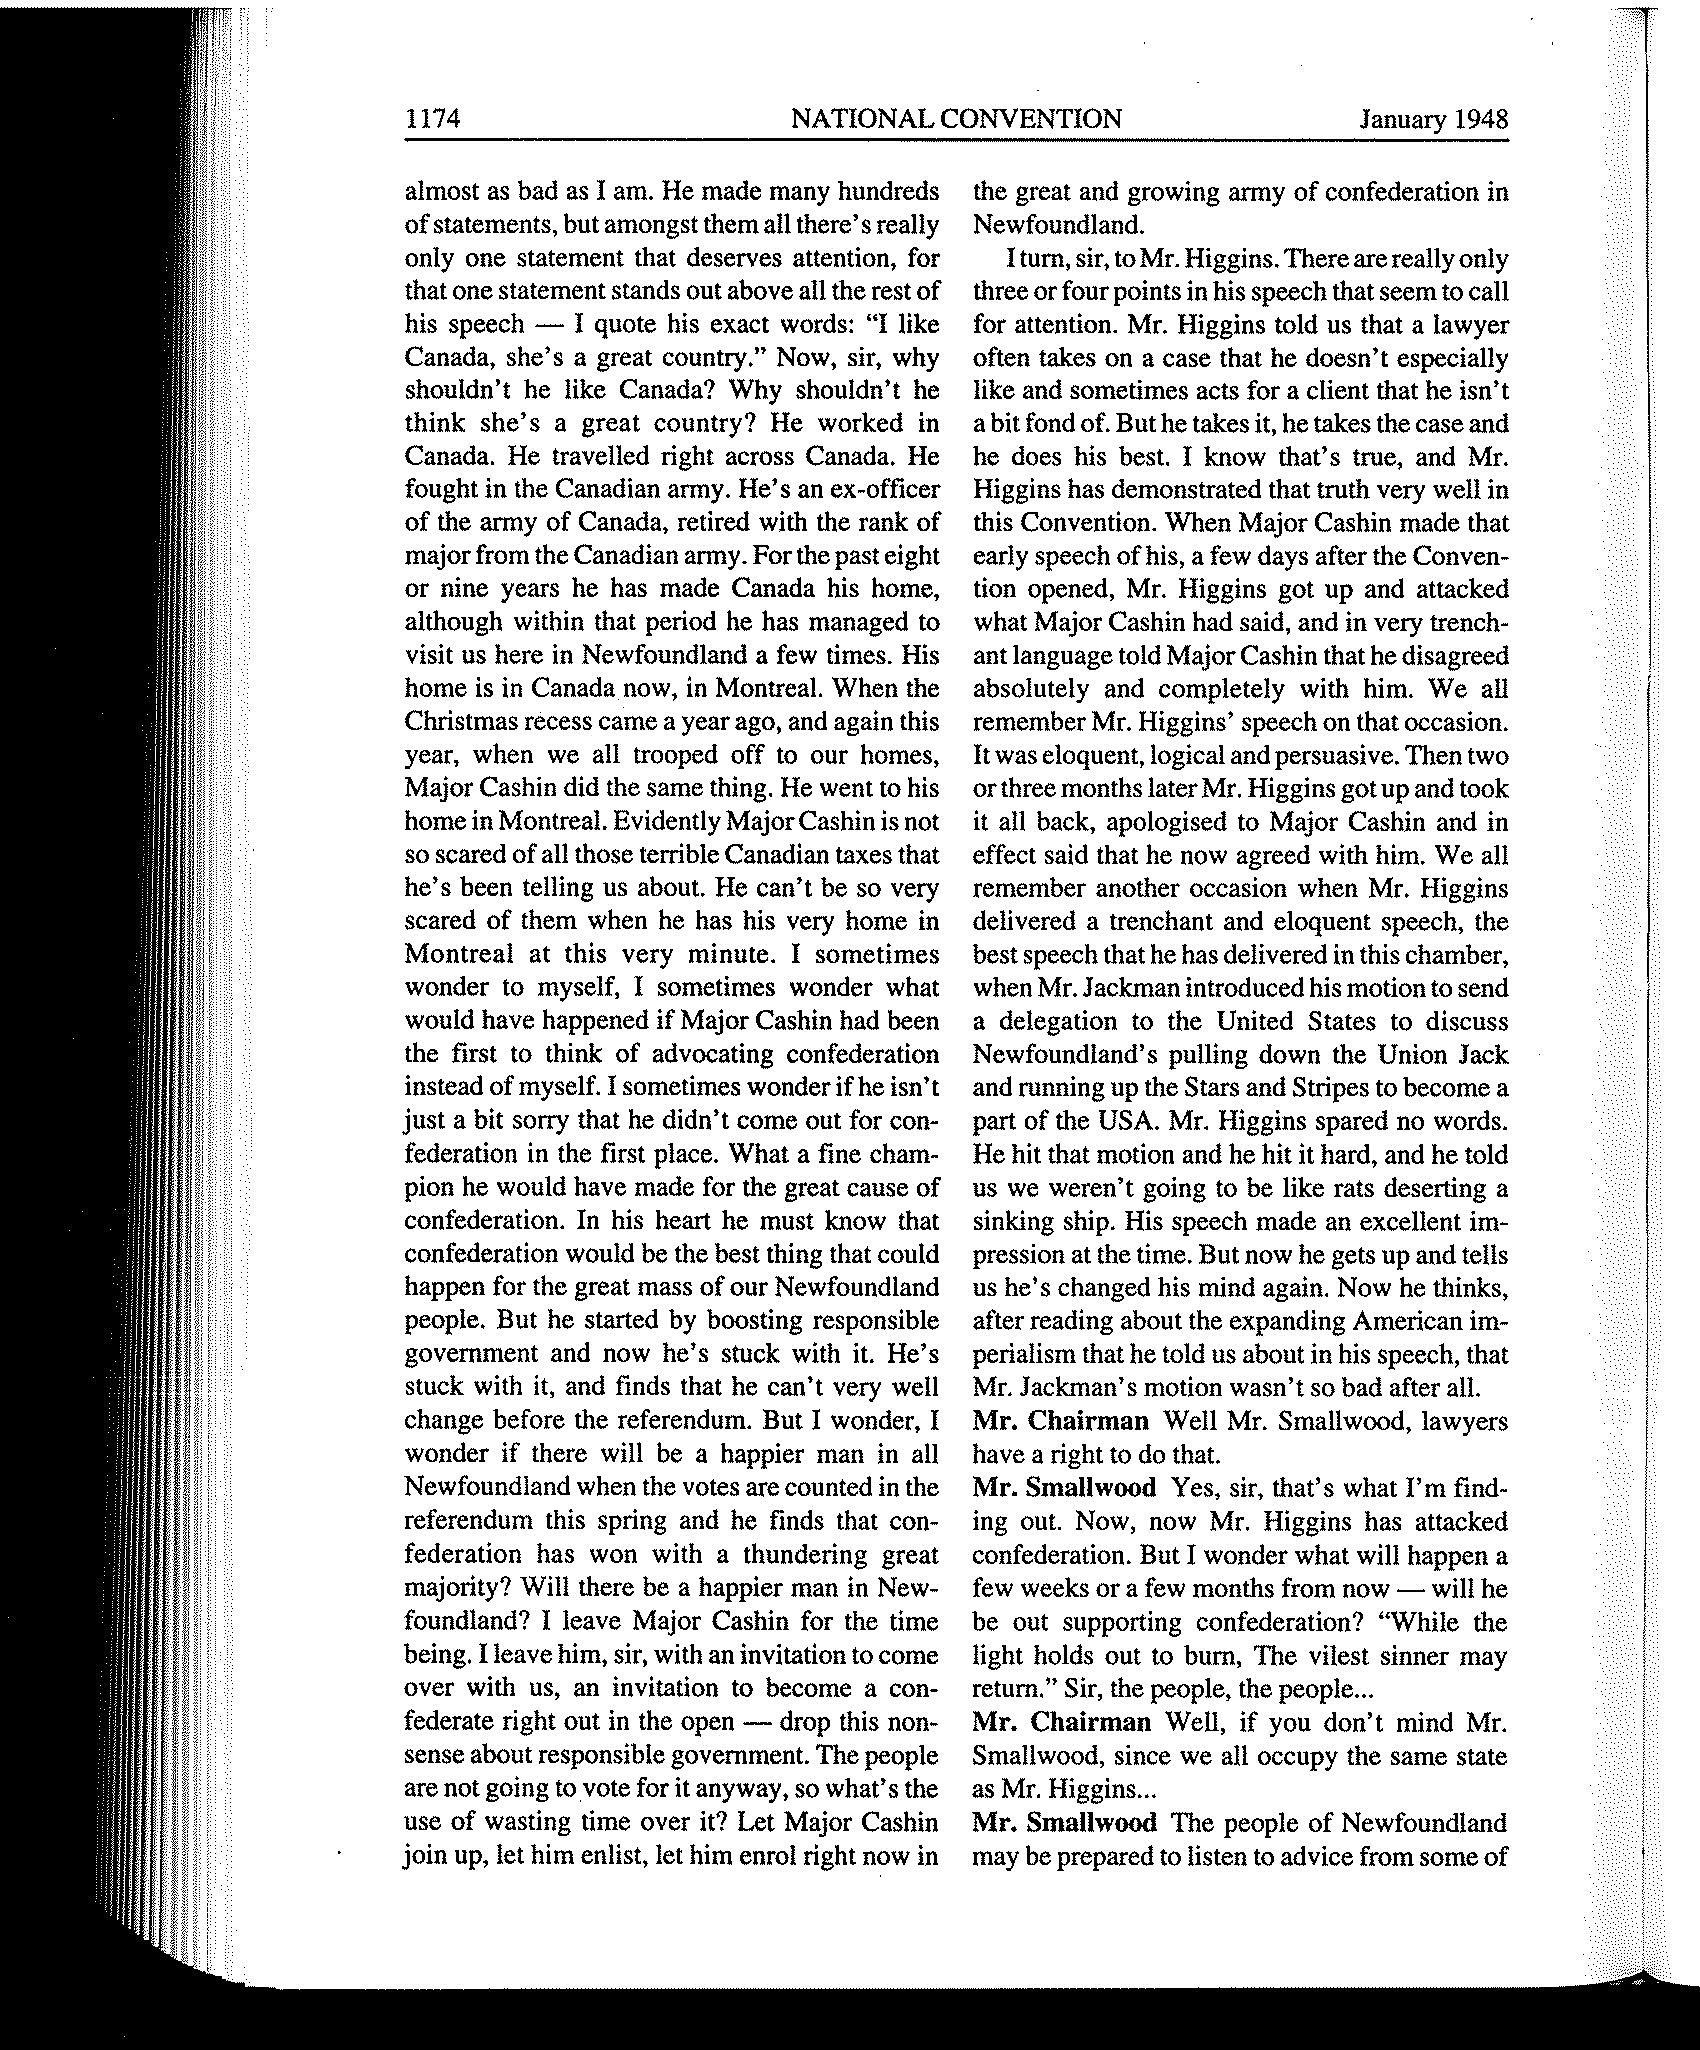 1174 NATIONAL CONVENTION January 1948
almost as bad as I am. He made many hundreds
of statements, but amongst them all there's really
only one statement that deserves attention, for
that one statement stands out above all the rest of
his speech — I quote his exact words: “I like
Canada, she's a great country.” Now, sir, why
shouldn't he like Canada? Why shouldn't he
think she's a great country? He worked in
Canada. He travelled right across Canada. He
fought in the Canadian army. He's an ex-officer
of the army of Canada, retired with the rank of
major from the Canadian army. For the past eight
or nine years he has made Canada his home,
although within that period he has managed to
visit us here in Newfoundland a few times. His
home is in Canada now, in Montreal. When the
Christmas recess came a year ago, and again this
year, when we all trooped off to our homes,
Major Cashin did the same thing. He went to his
home in Montreal. Evidently Major Cashin is not
so scared of all those terrible Canadian taxes that
he's been telling us about. He can't be so very
scared of them when he has his very home in
Montreal at this very minute. I sometimes
wonder to myself, I sometimes wonder what
would have happened if Major Cashin had been
the first to think of advocating confederation
instead of myself. I sometimes wonder if he isn't
just a bit sorry that he didn't come out for con-
federation in the first place. What a fine cham-
pion he would have made for the great cause of
confederation. In his heart he must know that
confederation would be the best thing that could
happen for the great mass of our Newfoundland
people. But he started by boosting responsible
government and now he's stuck with it. He's
stuck with it, and finds that he can't very well
change before the referendum. But I wonder, I
wonder if there will be a happier man in all
Newfoundland when the votes are counted in the
referendum this spring and he finds that con-
federation has won with a thundering great
majority? Will there be a happier man in New-
foundland? I leave Major Cashin for the time
being. I leave him, sir, with an invitation to come
over with us, an invitation to become a con-
federate right out in the open — drop this non-
sense about responsible government. The people
are not going to vote for it anyway, so what's the
use of wasting time over it? Let Major Cashin
join up, let him enlist, let him enrol right now in
the great and growing army of confederation in
Newfoundland.
I turn, sir, to Mr. Higgins. There are really only
three or four points in his speech that seem to call
for attention. Mr. Higgins told us that a lawyer
often takes on a case that he doesn't especially
like and sometimes acts for a client that he isn't
a bit fond of. But he takes it, he takes the case and
he does his best. I know that's true, and Mr.
Higgins has demonstrated that truth very well in
this Convention. When Major Cashin made that
early speech of his, a few days after the Conven-
tion opened, Mr. Higgins got up and attacked
what Major Cashin had said, and in very trench-
ant language told Major Cashin that he disagreed
absolutely and completely with him. We all
remember Mr. Higgins' speech on that occasion.
It was eloquent, logical and persuasive. Then two
or three months later Mr. Higgins got up and took
it all back, apologised to Major Cashin and in
effect said that he now agreed with him. We all
remember another occasion when Mr. Higgins
delivered a trenchant and eloquent speech, the
best speech that he has delivered in this chamber,
when Mr. Jackman introduced his motion to send
a delegation to the United States to discuss
Newfoundland's pulling down the Union Jack
and running up the Stars and Stripes to become a
part of the USA. Mr. Higgins spared no words.
He hit that motion and he hit it hard, and he told
us we weren't going to be like rats deserting a
sinking ship. His speech made an excellent im-
pression at the time. But now he gets up and tells
us he's changed his mind again. Now he thinks,
after reading about the expanding American im-
perialism that he told us about in his speech, that
Mr. Jackman's motion wasn't so bad after all.
Mr. Chairman Well Mr. Smallwood, lawyers
have a right to do that.
Mr. Smallwood Yes, sir, that's what I'm find-
ing out. Now, now Mr. Higgins has attacked
confederation. But I wonder what will happen a
few weeks or a few months from now — will he
be out supporting confederation? “While the
light holds out to burn, The vilest sinner may
return.” Sir, the people, the people...
Mr. Chairman Well, if you don't mind Mr.
Smallwood, since we all occupy the same state
as Mr. Higgins...
Mr. Smallwood The people of Newfoundland
may be prepared to listen to advice from some of